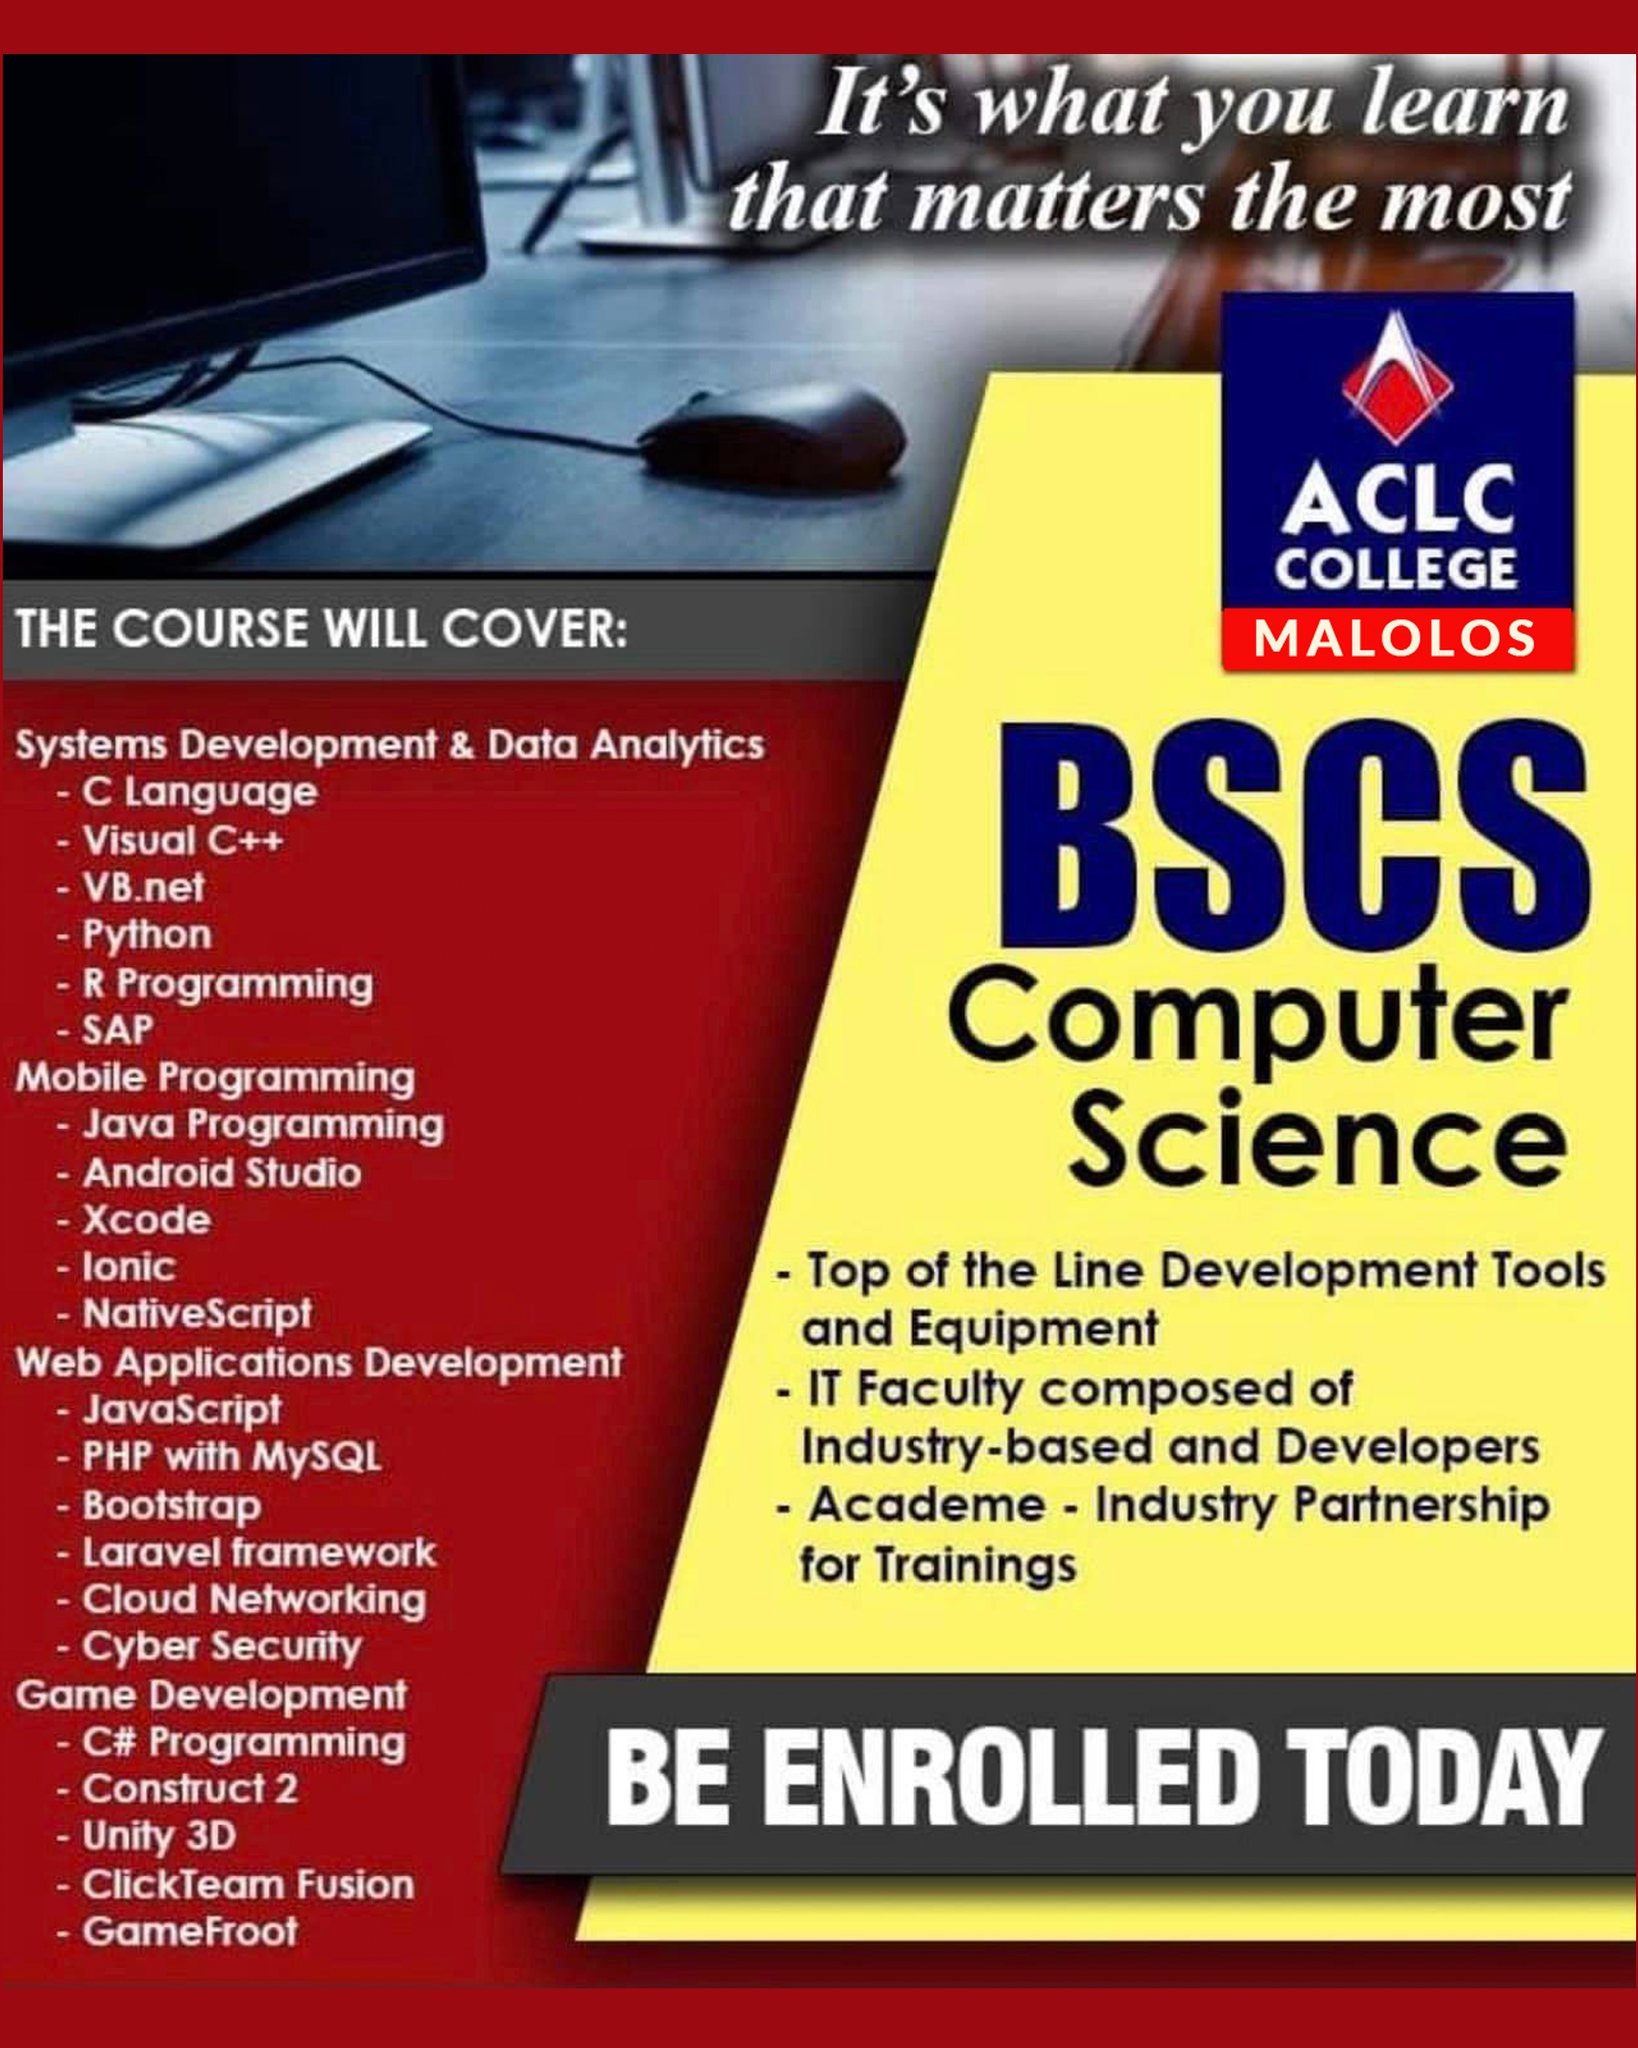 It's what you learn
that matters the most
ACLC
COLLEGE
MALOLOS
THE COURSE WILL COVER:
Systems Development & Data Analytics
- C Language
- Visual C++
- VB.net
- Python
- R Programming
- SAP
Mobile Programming
- Java Programming
- Android Studio
- Xcode
- Ionic
- NativeScript
Web Applications Development
- JavaScript
- PHP with MySQL
- Bootstrap
- Laravel framework
- Cloud Networking
- Cyber Security
Game Development
- C# Programming
- Construct 2
- Unity 3D
- ClickTeam Fusion
- GameFroot
BSCS
Computer
Science
- Top of the Line Development Tools
and Equipment
- IT Faculty composed of
Industry-based and Developers
- Academe - Industry Partnership
for Trainings
BE ENROLLED TODAY